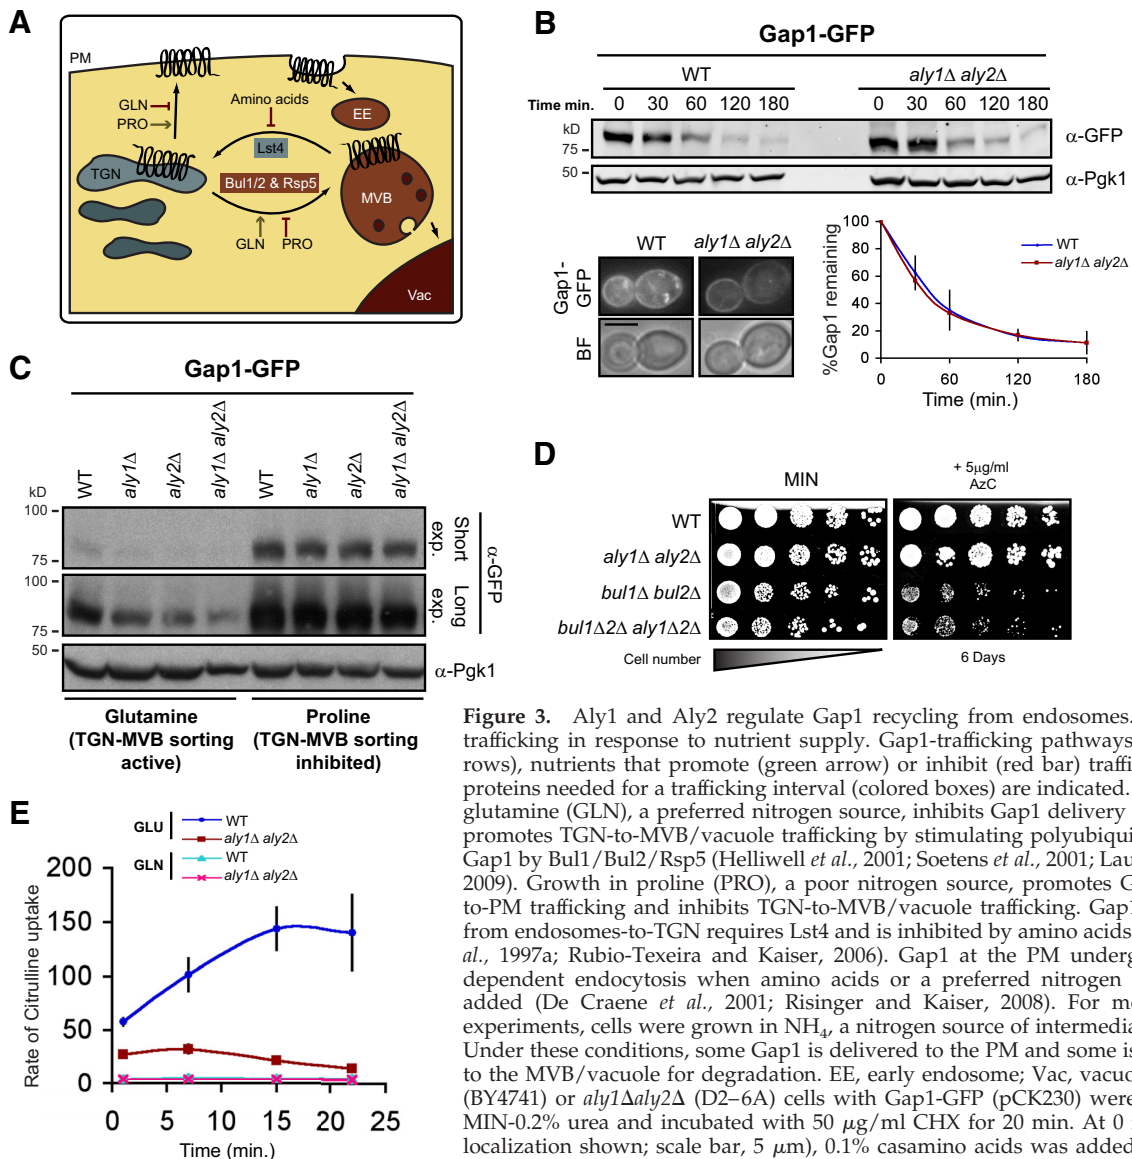 A
PM
GLN
PRO
Amino acids
EE
Lst4
TGN
Bul1/2 & Rsp5
MVB
GLN PRO
Vac
B
Gap1-GFP
WT aly1Δ aly2Δ
Time min. 0 30 60 120 180 0 30 60 120 180
kD
75
α-GFP
50
α-Pgk1
WT aly1Δ aly2Δ
Gap1-
GFP
BF
%Gap1 remaining
100
80
60
40
20
0
0 60 120 180
Time (min.)
WT
aly1Δ aly2Δ
C
Gap1-GFP
WT aly1Δ aly2Δ aly1Δ aly2Δ WT aly1Δ aly2Δ aly1Δ aly2Δ
kD
100
75
Short
exp.
100
75
Long
exp.
α-GFP
50
α-Pgk1
Glutamine
(TGN-MVB sorting
active)
Proline
(TGN-MVB sorting
inhibited)
D
MIN
+ 5µg/ml
AzC
WT
aly1Δ aly2Δ
bul1Δ bul2Δ
bul1Δ2Δ aly1Δ2Δ
Cell number
6 Days
E
GLU
WT
aly1Δ aly2Δ
GLN
WT
aly1Δ aly2Δ
Rate of Citrulline uptake
200
150
100
50
0
0 5 10 15 20 25
Time (min.)
Figure 3. Aly1 and Aly2 regulate Gap1 recycling from endosomes.
trafficking in response to nutrient supply. Gap1-trafficking pathways
rows), nutrients that promote (green arrow) or inhibit (red bar) traffi
proteins needed for a trafficking interval (colored boxes) are indicated.
glutamine (GLN), a preferred nitrogen source, inhibits Gap1 delivery
promotes TGN-to-MVB/vacuole trafficking by stimulating polyubiqui
Gap1 by Bul1/Bul2/Rsp5 (Helliwell et al., 2001; Soetens et al., 2001; Lau
2009). Growth in proline (PRO), a poor nitrogen source, promotes G
to-PM trafficking and inhibits TGN-to-MVB/vacuole trafficking. Gap1
from endosomes-to-TGN requires Lst4 and is inhibited by amino acids
al., 1997a; Rubio-Texeira and Kaiser, 2006). Gap1 at the PM underg
dependent endocytosis when amino acids or a preferred nitrogen
added (De Craene et al., 2001; Risinger and Kaiser, 2008). For m
experiments, cells were grown in NH₄, a nitrogen source of intermedia
Under these conditions, some Gap1 is delivered to the PM and some is
to the MVB/vacuole for degradation. EE, early endosome; Vac, vacuo
(BY4741) or aly1Δaly2Δ (D2–6A) cells with Gap1-GFP (pCK230) were
MIN-0.2% urea and incubated with 50 µg/ml CHX for 20 min. At 0
localization shown; scale bar, 5 µm), 0.1% casamino acids was added